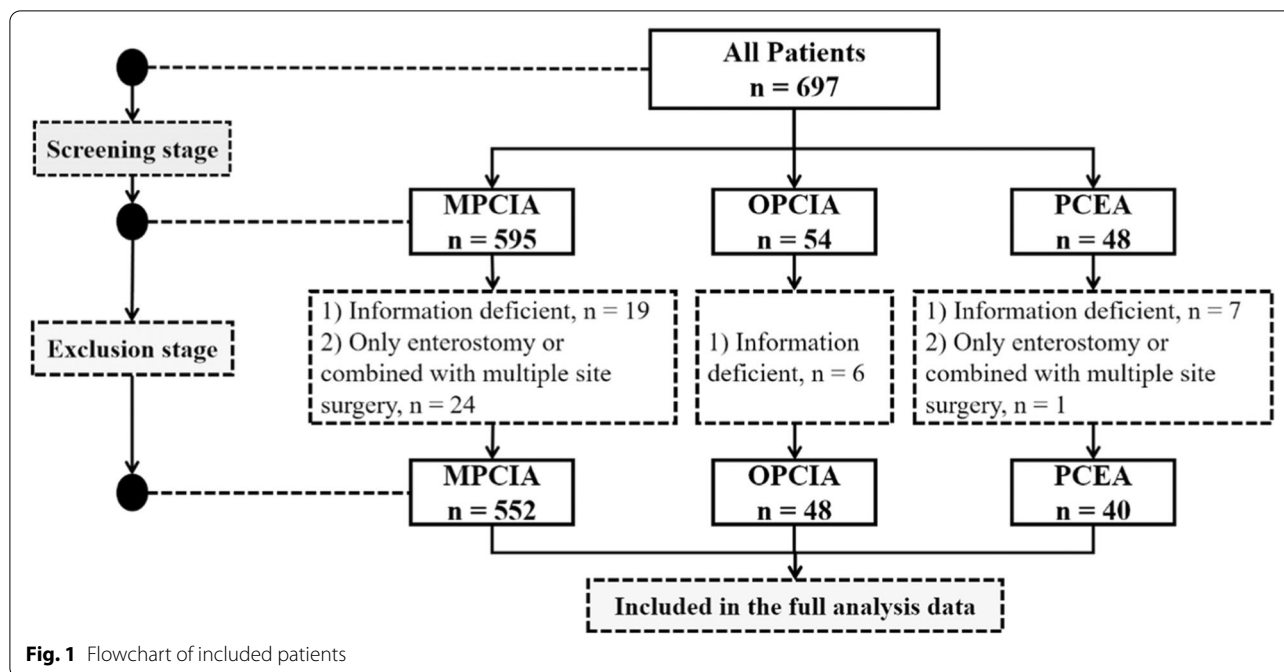 All Patients
n = 697
Screening stage
MPCIA
n = 595
OPCIA
n = 54
PCEA
n = 48
Exclusion stage
1) Information deficient, n = 19
2) Only enterostomy or
combined with multiple site
surgery, n = 24
1) Information
deficient, n = 6
1) Information deficient, n = 7
2) Only enterostomy or
combined with multiple site
surgery, n = 1
MPCIA
n = 552
OPCIA
n = 48
PCEA
n = 40
Included in the full analysis data
Fig. 1 Flowchart of included patients